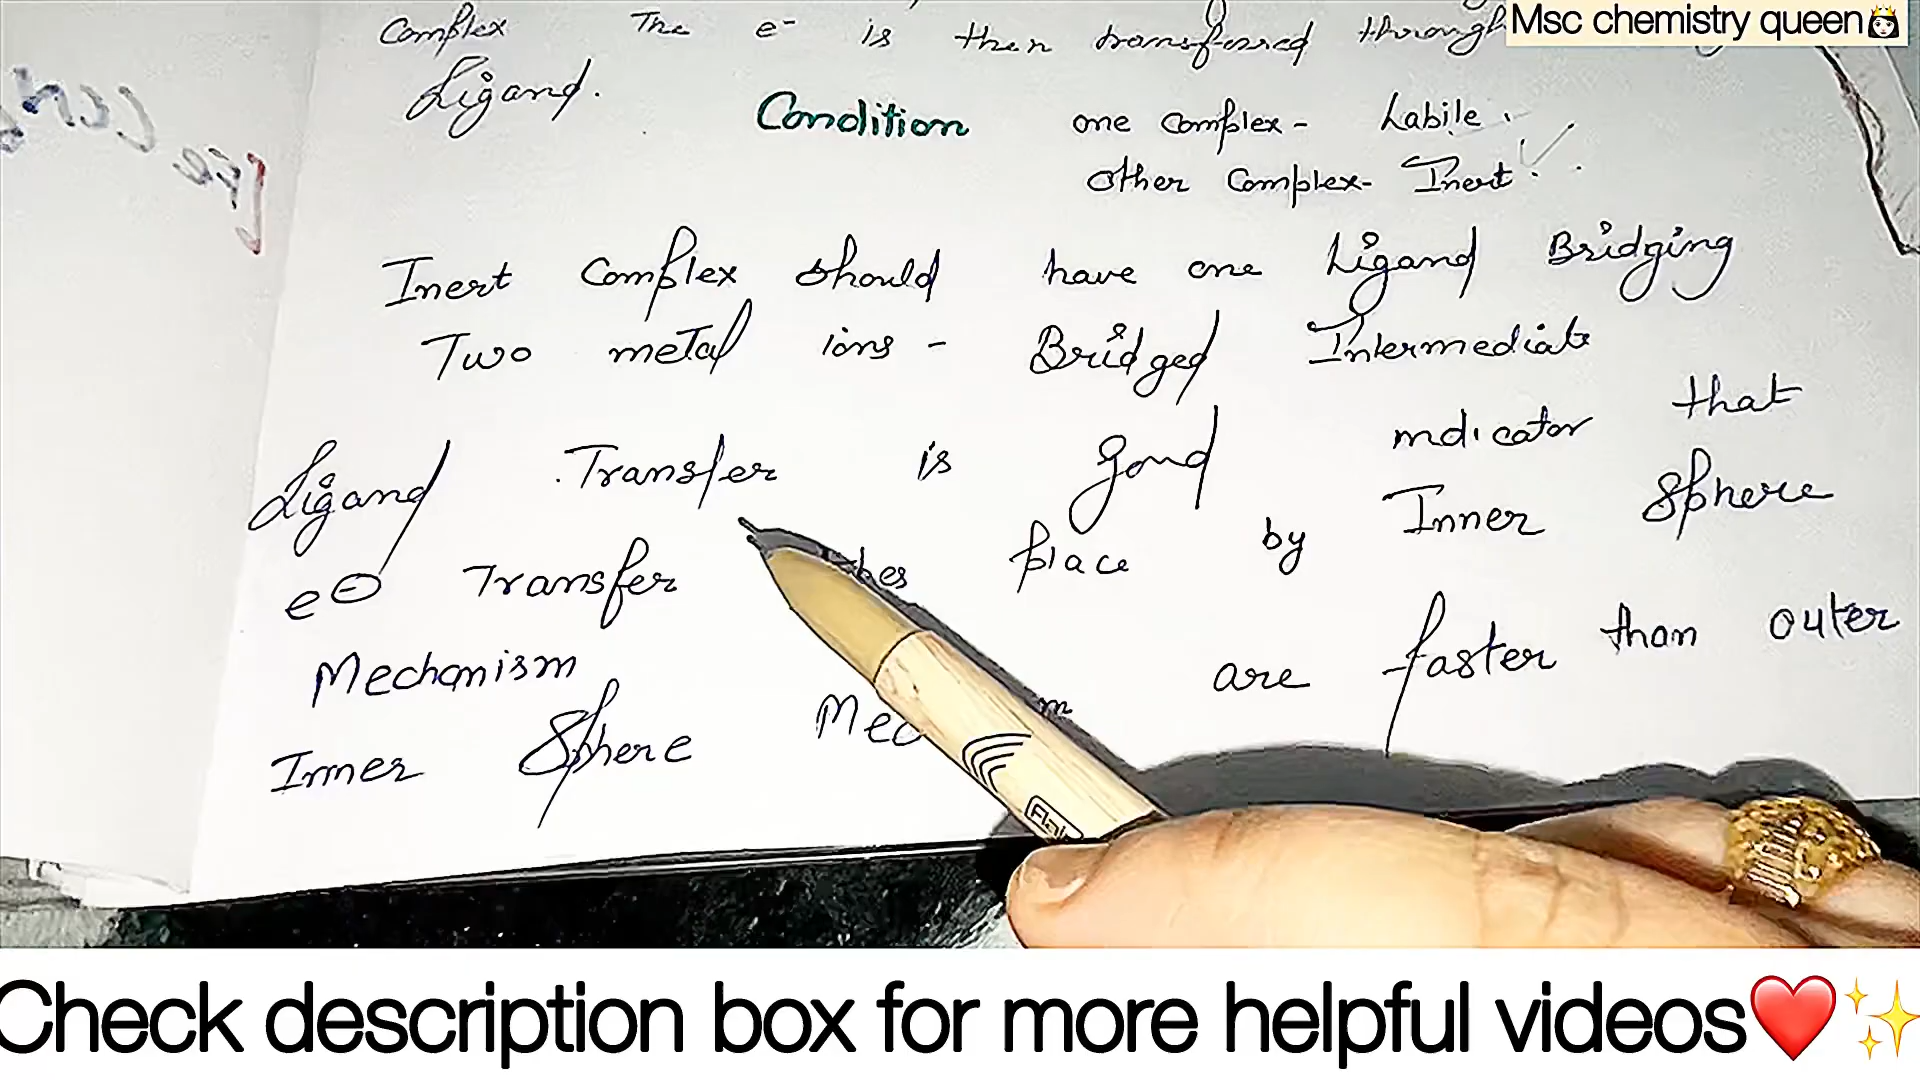 Msc chemistry queen👸🏻
Complex The e⁻ is then transferred through
Ligand.
Condition one complex - Labile.
other Complex- Inert.
Inert Complex should have one Ligand Bridging
Two metal ions - Bridged Intermediate
Ligand Transfer is good indicator that
e⊖ Transfer place by Inner Sphere
Mechanism
Inner Sphere are faster than outer
Check description box for more helpful videos❤️✨